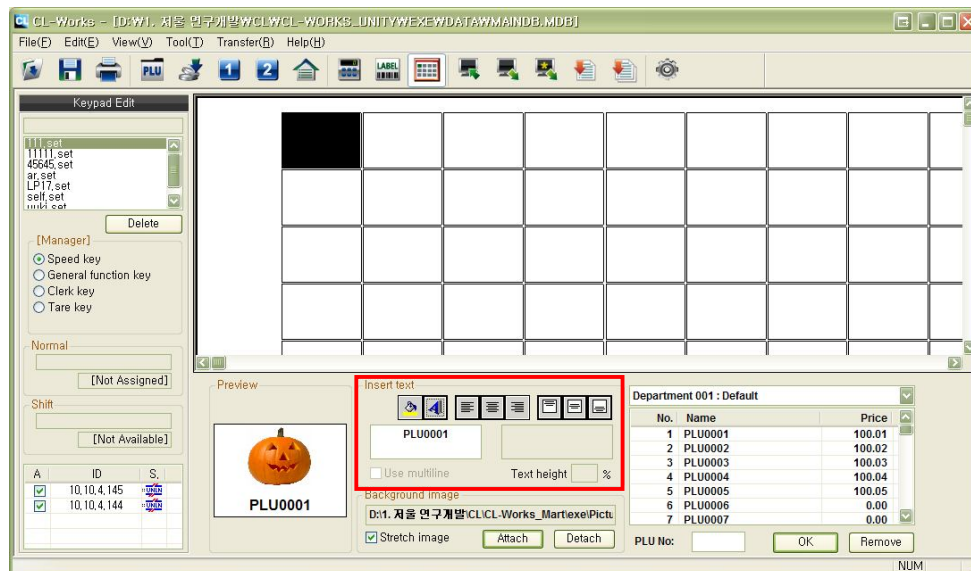 CL-Works - [D:₩1. 저울 연구개발₩CL₩CL-WORKS_UNITY₩EXE₩DATA₩MAINDB.MDB]
File(F) Edit(E) View(V) Tool(T) Transfer(R) Help(H)
PLU 1 2 LABEL
Keypad Edit
111.set
11111.set
45645.set
ar.set
LP17.set
self.set
uuki.set
Delete
[Manager]
Speed key
General function key
Clerk key
Tare key
Normal
[Not Assigned]
Shift
[Not Available]
A ID S.
10.10.4.145
10.10.4.144
Preview
PLU0001
Insert text
A
PLU0001
Use multiline Text height %
Background image
D:\1. 저울 연구개발\CL\CL-Works_Mart\exe\Pictu
Stretch image Attach Detach
Department 001 : Default
No. Name Price
1 PLU0001 100.01
2 PLU0002 100.02
3 PLU0003 100.03
4 PLU0004 100.04
5 PLU0005 100.05
6 PLU0006 0.00
7 PLU0007 0.00
PLU No: OK Remove
NUM